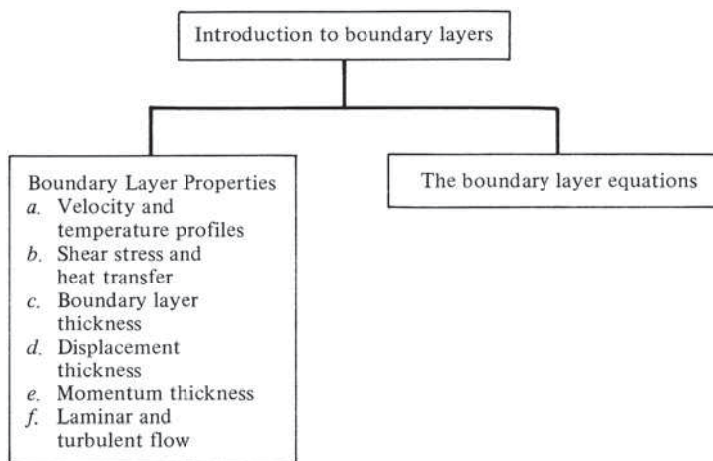 Introduction to boundary layers
Boundary Layer Properties
a. Velocity and
temperature profiles
b. Shear stress and
heat transfer
c. Boundary layer
thickness
d. Displacement
thickness
e. Momentum thickness
f. Laminar and
turbulent flow
The boundary layer equations